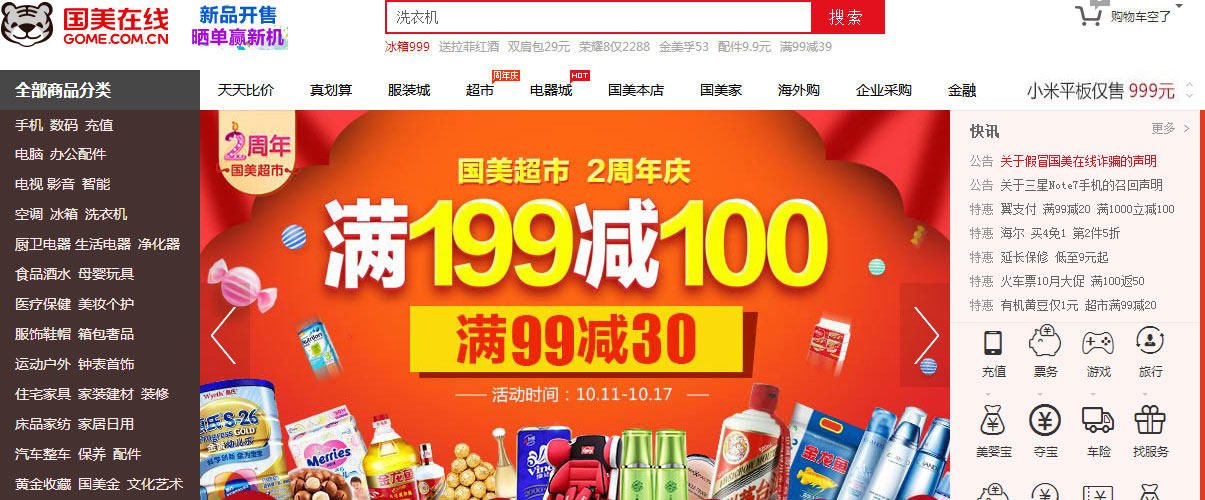 国美在线
GOME.COM.CN
新品开售
晒单赢新机
洗衣机
搜索
购物车空了
冰箱999 送拉菲红酒 双肩包29元 荣耀8仅2288 金美孚53 配件9.9元 满99减39
全部商品分类
天天比价 真划算 服装城 超市 周年庆 电器城 HOT 国美本店 国美家 海外购 企业采购 金融
小米平板仅售 999元
手机 数码 充值
电脑 办公配件
电视 影音 智能
空调 冰箱 洗衣机
厨卫电器 生活电器 净化器
食品酒水 母婴玩具
医疗保健 美妆个护
服饰鞋帽 箱包奢品
运动户外 钟表首饰
住宅家具 家装建材 装修
床品家纺 家居日用
汽车整车 保养 配件
黄金收藏 国美金 文化艺术
2周年
国美超市
国美超市 2周年庆
满199减100
满99减30
活动时间：10.11-10.17
Wyeth
S-26
Progress GOLD
Merries
金龙鱼
金龙鱼
快讯
更多 >
公告 关于假冒国美在线诈骗的声明
公告 关于三星Note7手机的召回声明
特惠 翼支付 满99减20 满1000立减100
特惠 海尔 买4免1 第2件5折
特惠 延长保修 低至9元起
特惠 火车票10月大促 满100返50
特惠 有机黄豆仅1元 超市满99减20
充值 票务 游戏 旅行
美婴宝 夺宝 车险 找服务